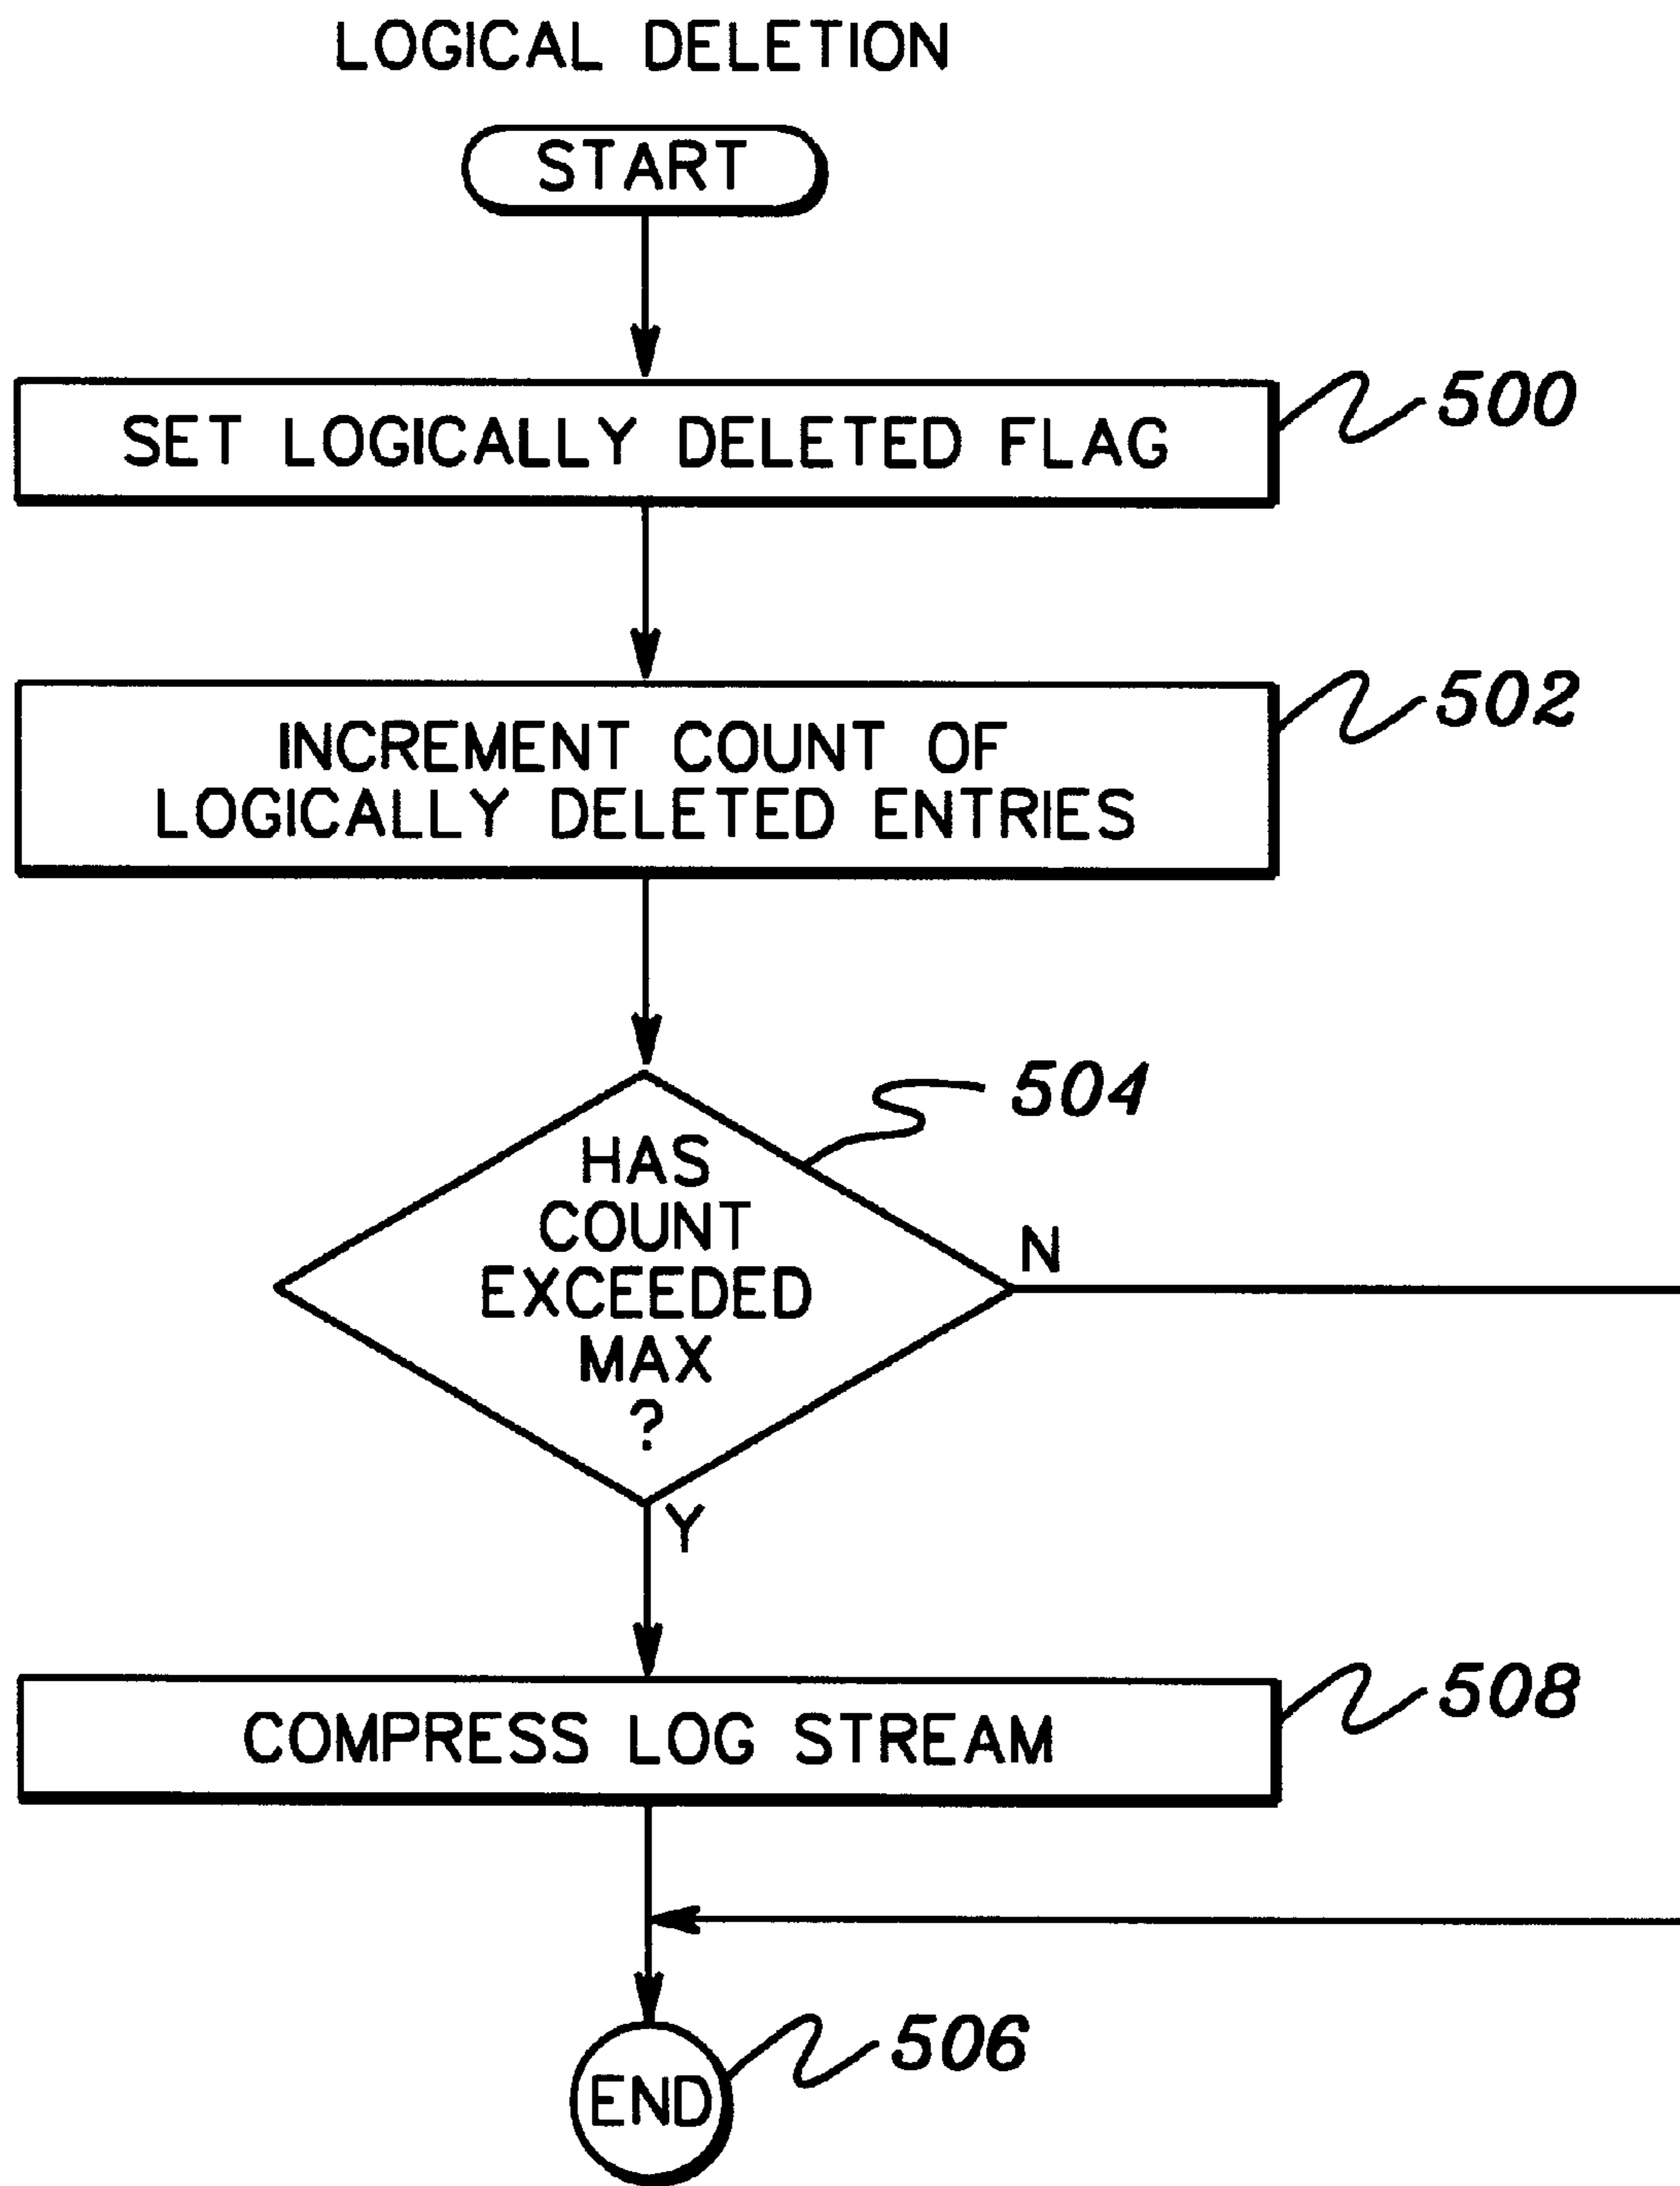 LOGICAL DELETION
START
SET LOGICALLY DELETED FLAG
500
INCREMENT COUNT OF
LOGICALLY DELETED ENTRIES
502
504
HAS
COUNT
EXCEEDED
MAX
?
N
Y
COMPRESS LOG STREAM
508
END
506